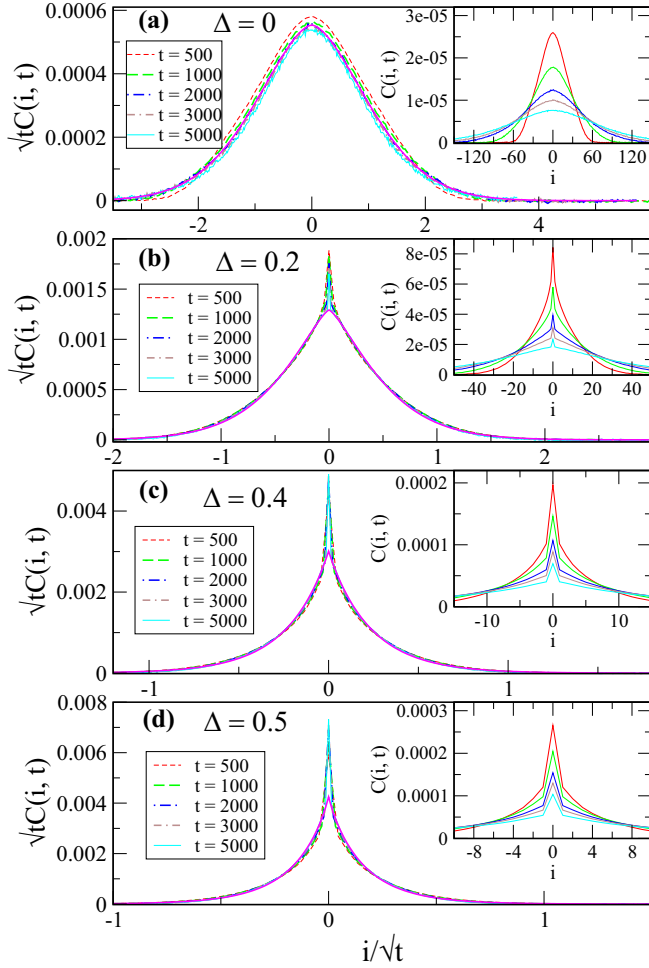 (a) Δ = 0
√tC(i, t)
0.0006
0.0004
0.0002
0
t = 500
t = 1000
t = 2000
t = 3000
t = 5000
-2 0 2 4
C(i, t)
3e-05
2e-05
1e-05
0
-120 -60 0 60 120
i
(b) Δ = 0.2
√tC(i, t)
0.002
0.0015
0.001
0.0005
0
t = 500
t = 1000
t = 2000
t = 3000
t = 5000
-2 -1 0 1 2
C(i, t)
8e-05
6e-05
4e-05
2e-05
0
-40 -20 0 20 40
i
(c) Δ = 0.4
√tC(i, t)
0.004
0.002
0
t = 500
t = 1000
t = 2000
t = 3000
t = 5000
-1 0 1
C(i, t)
0.0002
0.0001
0
-10 0 10
i
(d) Δ = 0.5
√tC(i, t)
0.008
0.006
0.004
0.002
0
t = 500
t = 1000
t = 2000
t = 3000
t = 5000
-1 0 1
C(i, t)
0.0003
0.0002
0.0001
0
-8 -4 0 4 8
i
i/√t